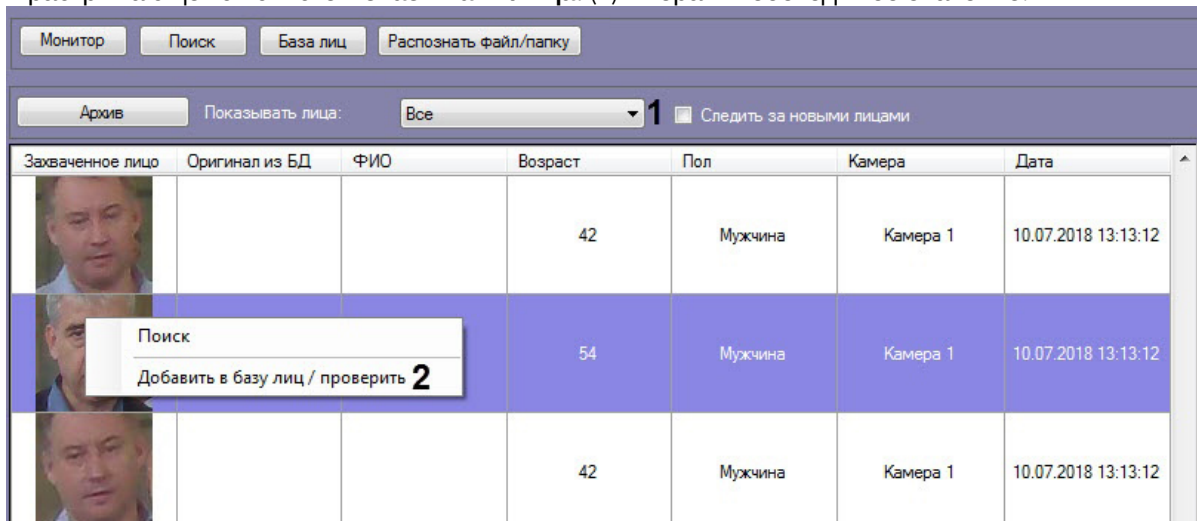 Монитор Поиск База лиц Распознать файл/папку
Архив Показывать лица: Все 1 Следить за новыми лицами
Захваченное лицо Оригинал из БД ФИО Возраст Пол Камера Дата
42 Мужчина Камера 1 10.07.2018 13:13:12
Поиск
54 Мужчина Камера 1 10.07.2018 13:13:12
Добавить в базу лиц / проверить 2
42 Мужчина Камера 1 10.07.2018 13:13:12